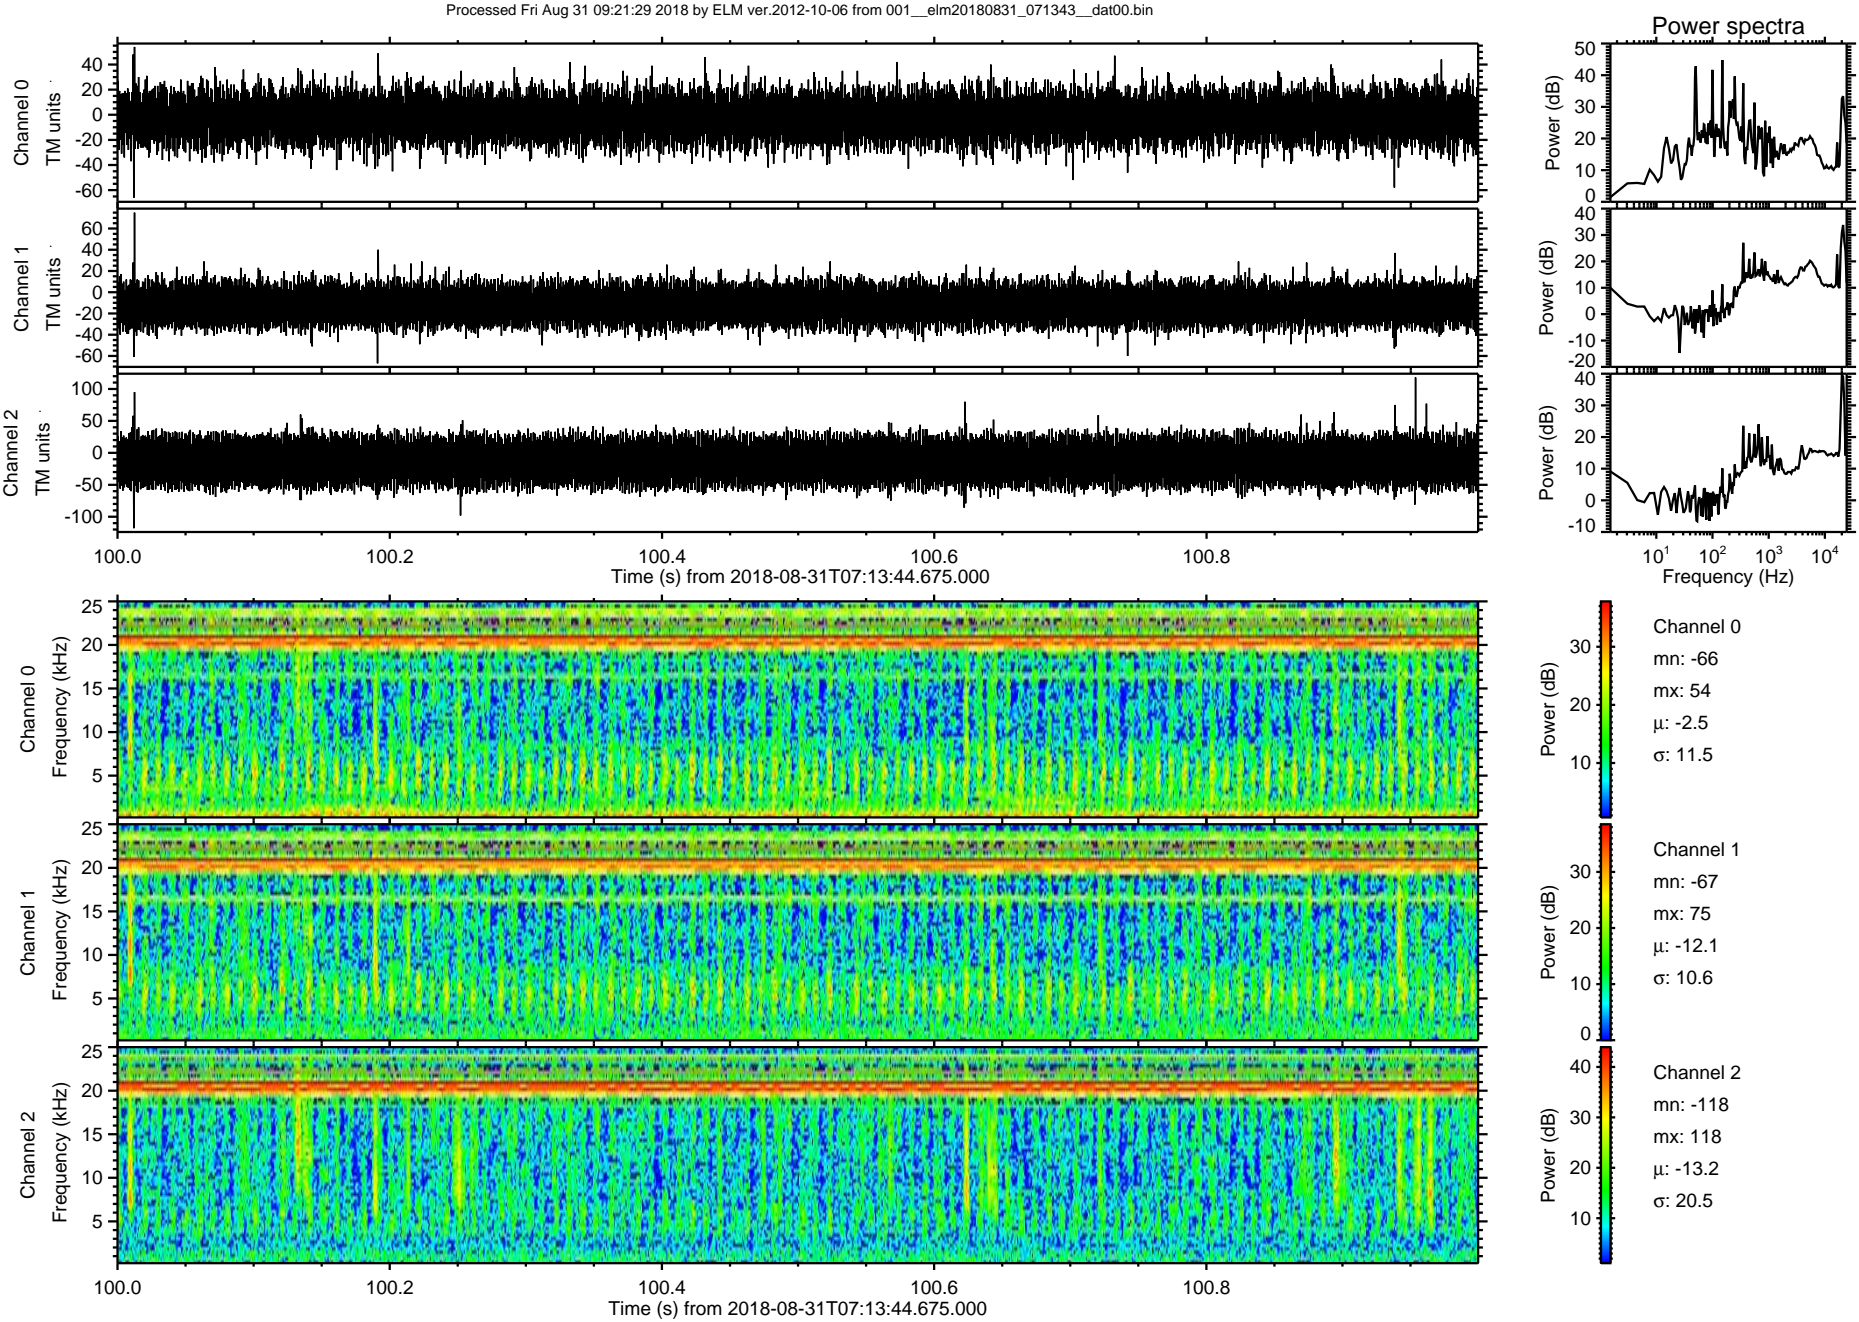 Processed Fri Aug 31 09:21:29 2018 by ELM ver.2012-10-06 from 001__elm20180831_071343__dat00.bin
Power spectra
Channel 0
TM units
40
20
0
-20
-40
-60
Power (dB)
50
40
30
20
10
0
Channel 1
TM units
60
40
20
0
-20
-40
-60
Power (dB)
40
30
20
10
0
-10
-20
Channel 2
TM units
100
50
0
-50
-100
Power (dB)
40
30
20
10
0
-10
100.0 100.2 100.4 100.6 100.8
Time (s) from 2018-08-31T07:13:44.675.000
10¹ 10² 10³ 10⁴
Frequency (Hz)
Channel 0
Frequency (kHz)
25
20
15
10
5
Power (dB)
30
20
10
Channel 0
mn: -66
mx: 54
μ: -2.5
σ: 11.5
Channel 1
Frequency (kHz)
25
20
15
10
5
Power (dB)
30
20
10
0
Channel 1
mn: -67
mx: 75
μ: -12.1
σ: 10.6
Channel 2
Frequency (kHz)
25
20
15
10
5
Power (dB)
40
30
20
10
Channel 2
mn: -118
mx: 118
μ: -13.2
σ: 20.5
100.0 100.2 100.4 100.6 100.8
Time (s) from 2018-08-31T07:13:44.675.000